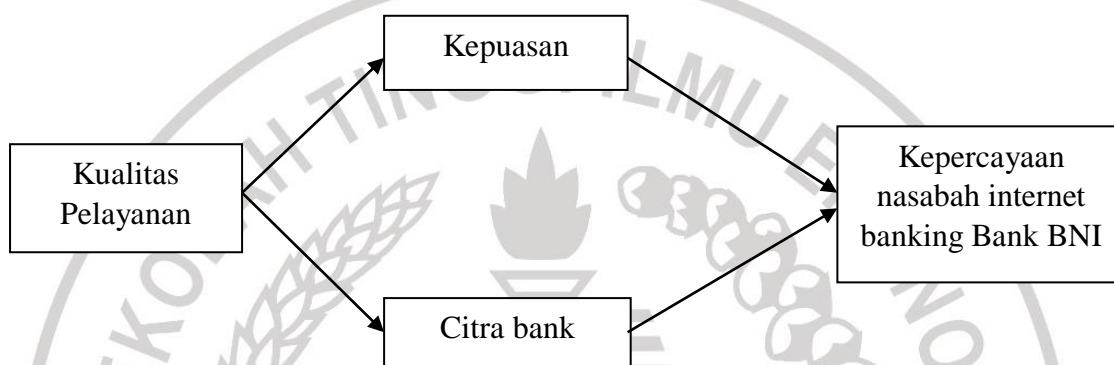 Kepuasan
Kualitas
Pelayanan
Kepercayaan
nasabah internet
banking Bank BNI
Citra bank